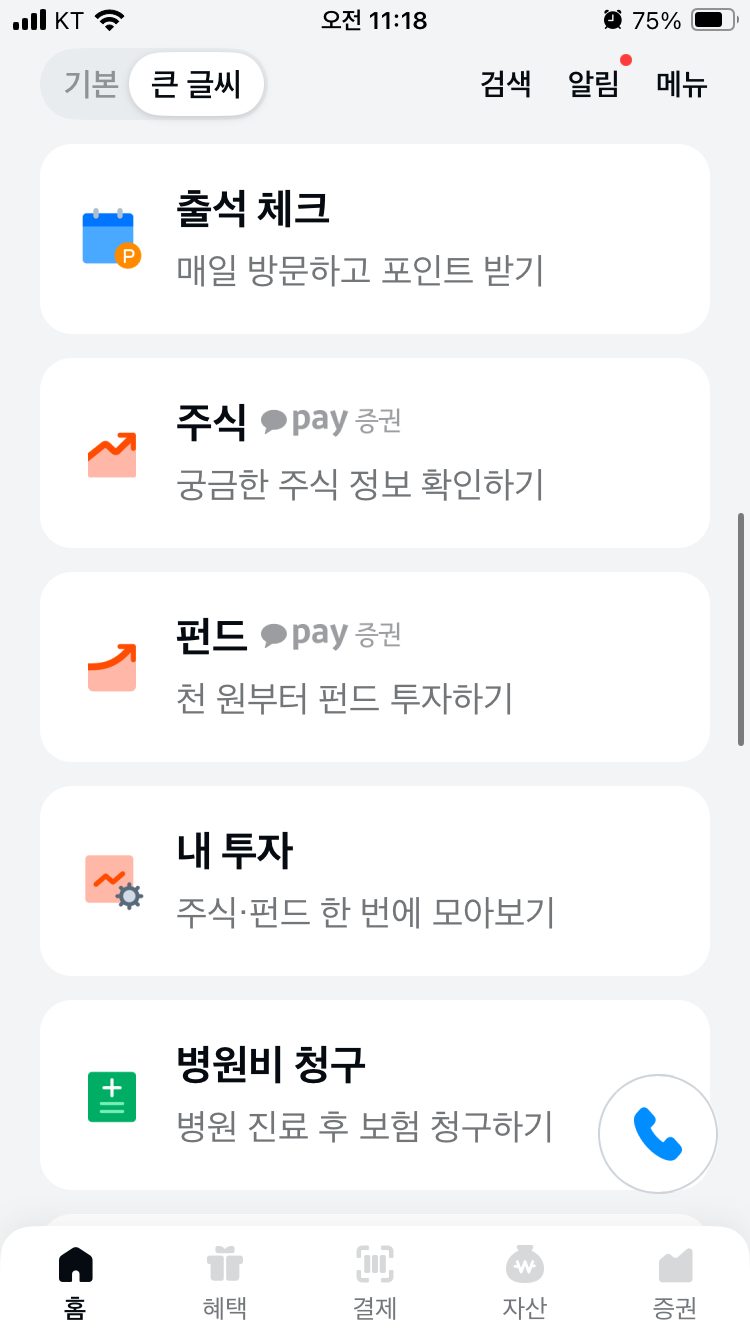 KT 오전 11:18 75%
기본 큰 글씨 검색 알림 메뉴
출석 체크
P
매일 방문하고 포인트 받기
주식 pay 증권
궁금한 주식 정보 확인하기
펀드 pay 증권
천 원부터 펀드 투자하기
내 투자
주식·펀드 한 번에 모아보기
병원비 청구
병원 진료 후 보험 청구하기
₩
홈 혜택 결제 자산 증권